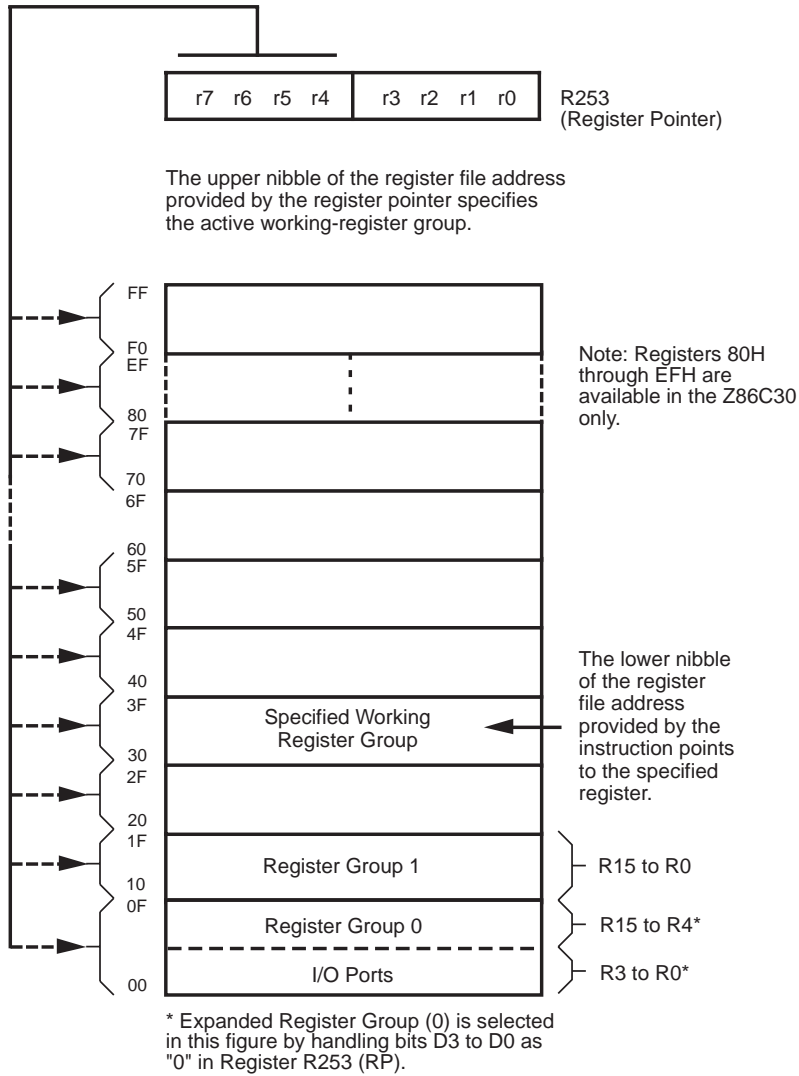 r7 r6 r5 r4 r3 r2 r1 r0
R253
(Register Pointer)
The upper nibble of the register file address
provided by the register pointer specifies
the active working-register group.
FF
F0
EF
80
7F
70
6F
60
5F
50
4F
40
3F
30
2F
20
1F
10
0F
00
Note: Registers 80H
through EFH are
available in the Z86C30
only.
Specified Working
Register Group
The lower nibble
of the register
file address
provided by the
instruction points
to the specified
register.
Register Group 1
R15 to R0
Register Group 0
R15 to R4*
I/O Ports
R3 to R0*
* Expanded Register Group (0) is selected
in this figure by handling bits D3 to D0 as
"0" in Register R253 (RP).